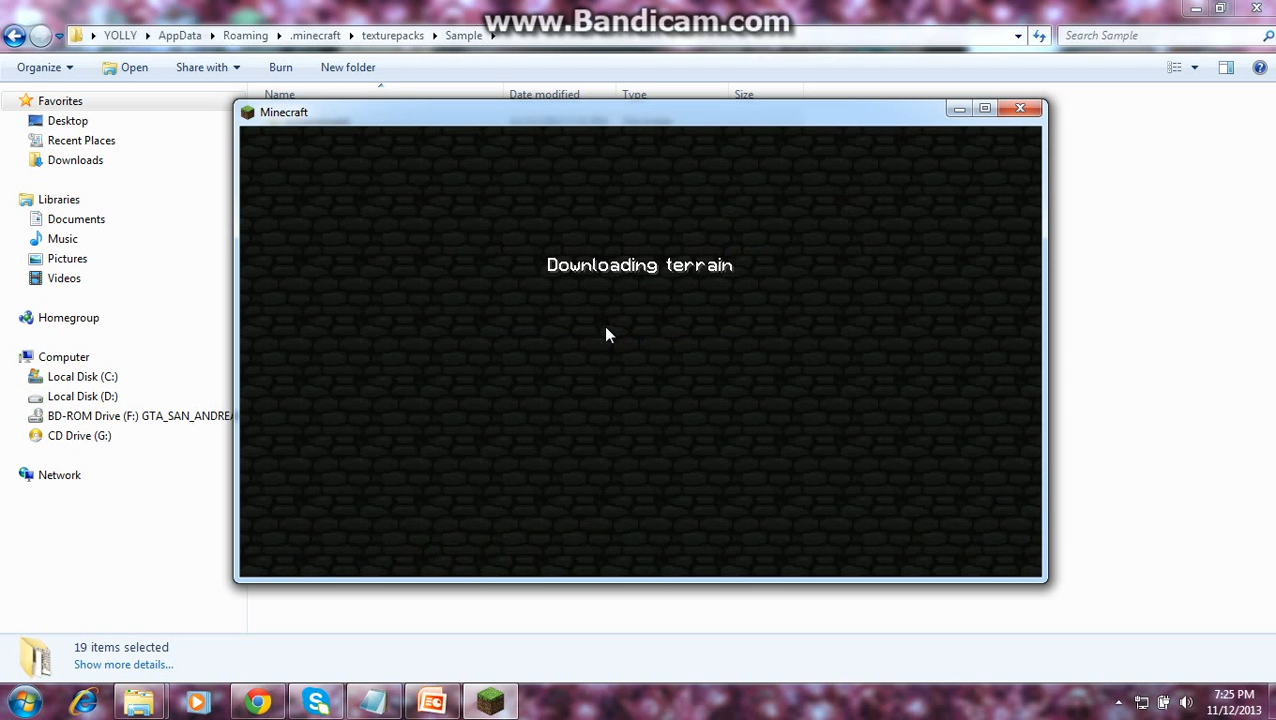 www.Bandicam.com
YOLLY AppData Roaming .minecraft texturepacks Sample
Search Sample
Organize Open Share with Burn New folder
Name Date modified Type Size
Favorites
Desktop
Recent Places
Downloads
Libraries
Documents
Music
Pictures
Videos
Homegroup
Computer
Local Disk (C:)
Local Disk (D:)
BD-ROM Drive (F:) GTA_SAN_ANDREA
CD Drive (G:)
Network
Minecraft
Downloading terrain
19 items selected
Show more details...
7:25 PM
11/12/2013